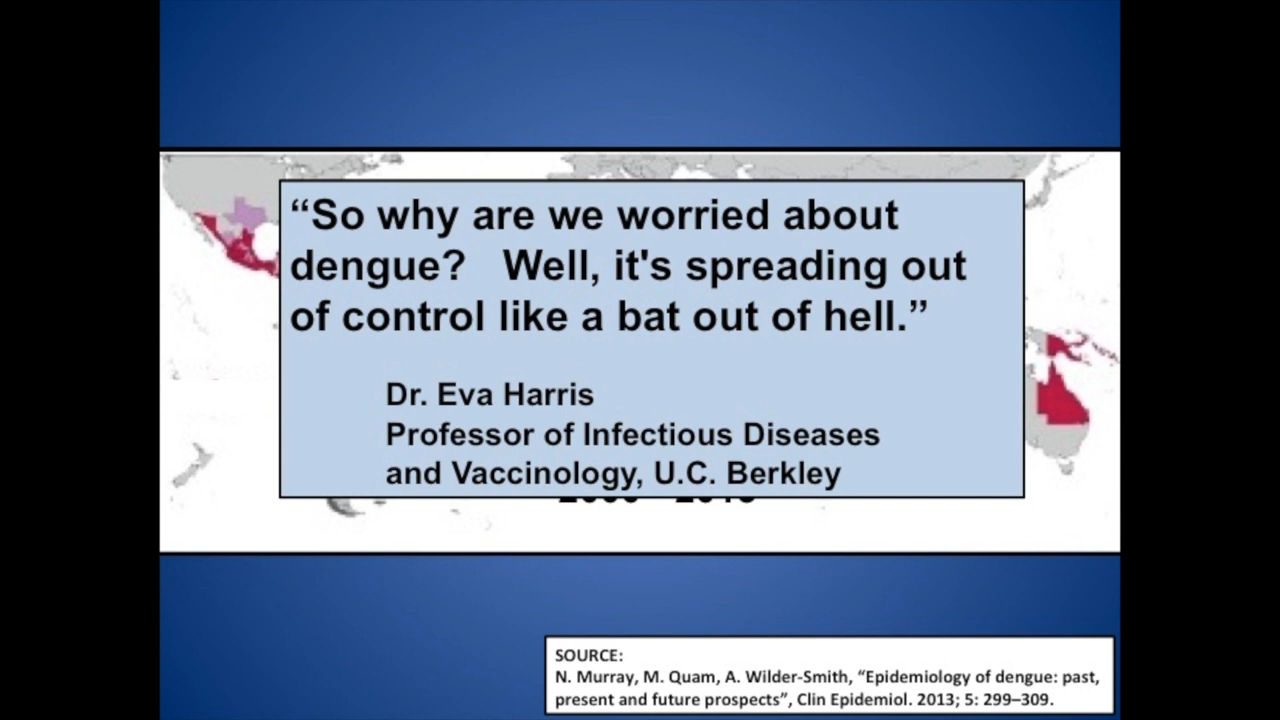 “So why are we worried about
dengue?   Well, it's spreading out
of control like a bat out of hell.”
Dr. Eva Harris
Professor of Infectious Diseases
and Vaccinology, U.C. Berkley
SOURCE:
N. Murray, M. Quam, A. Wilder-Smith, “Epidemiology of dengue: past,
present and future prospects”, Clin Epidemiol. 2013; 5: 299–309.